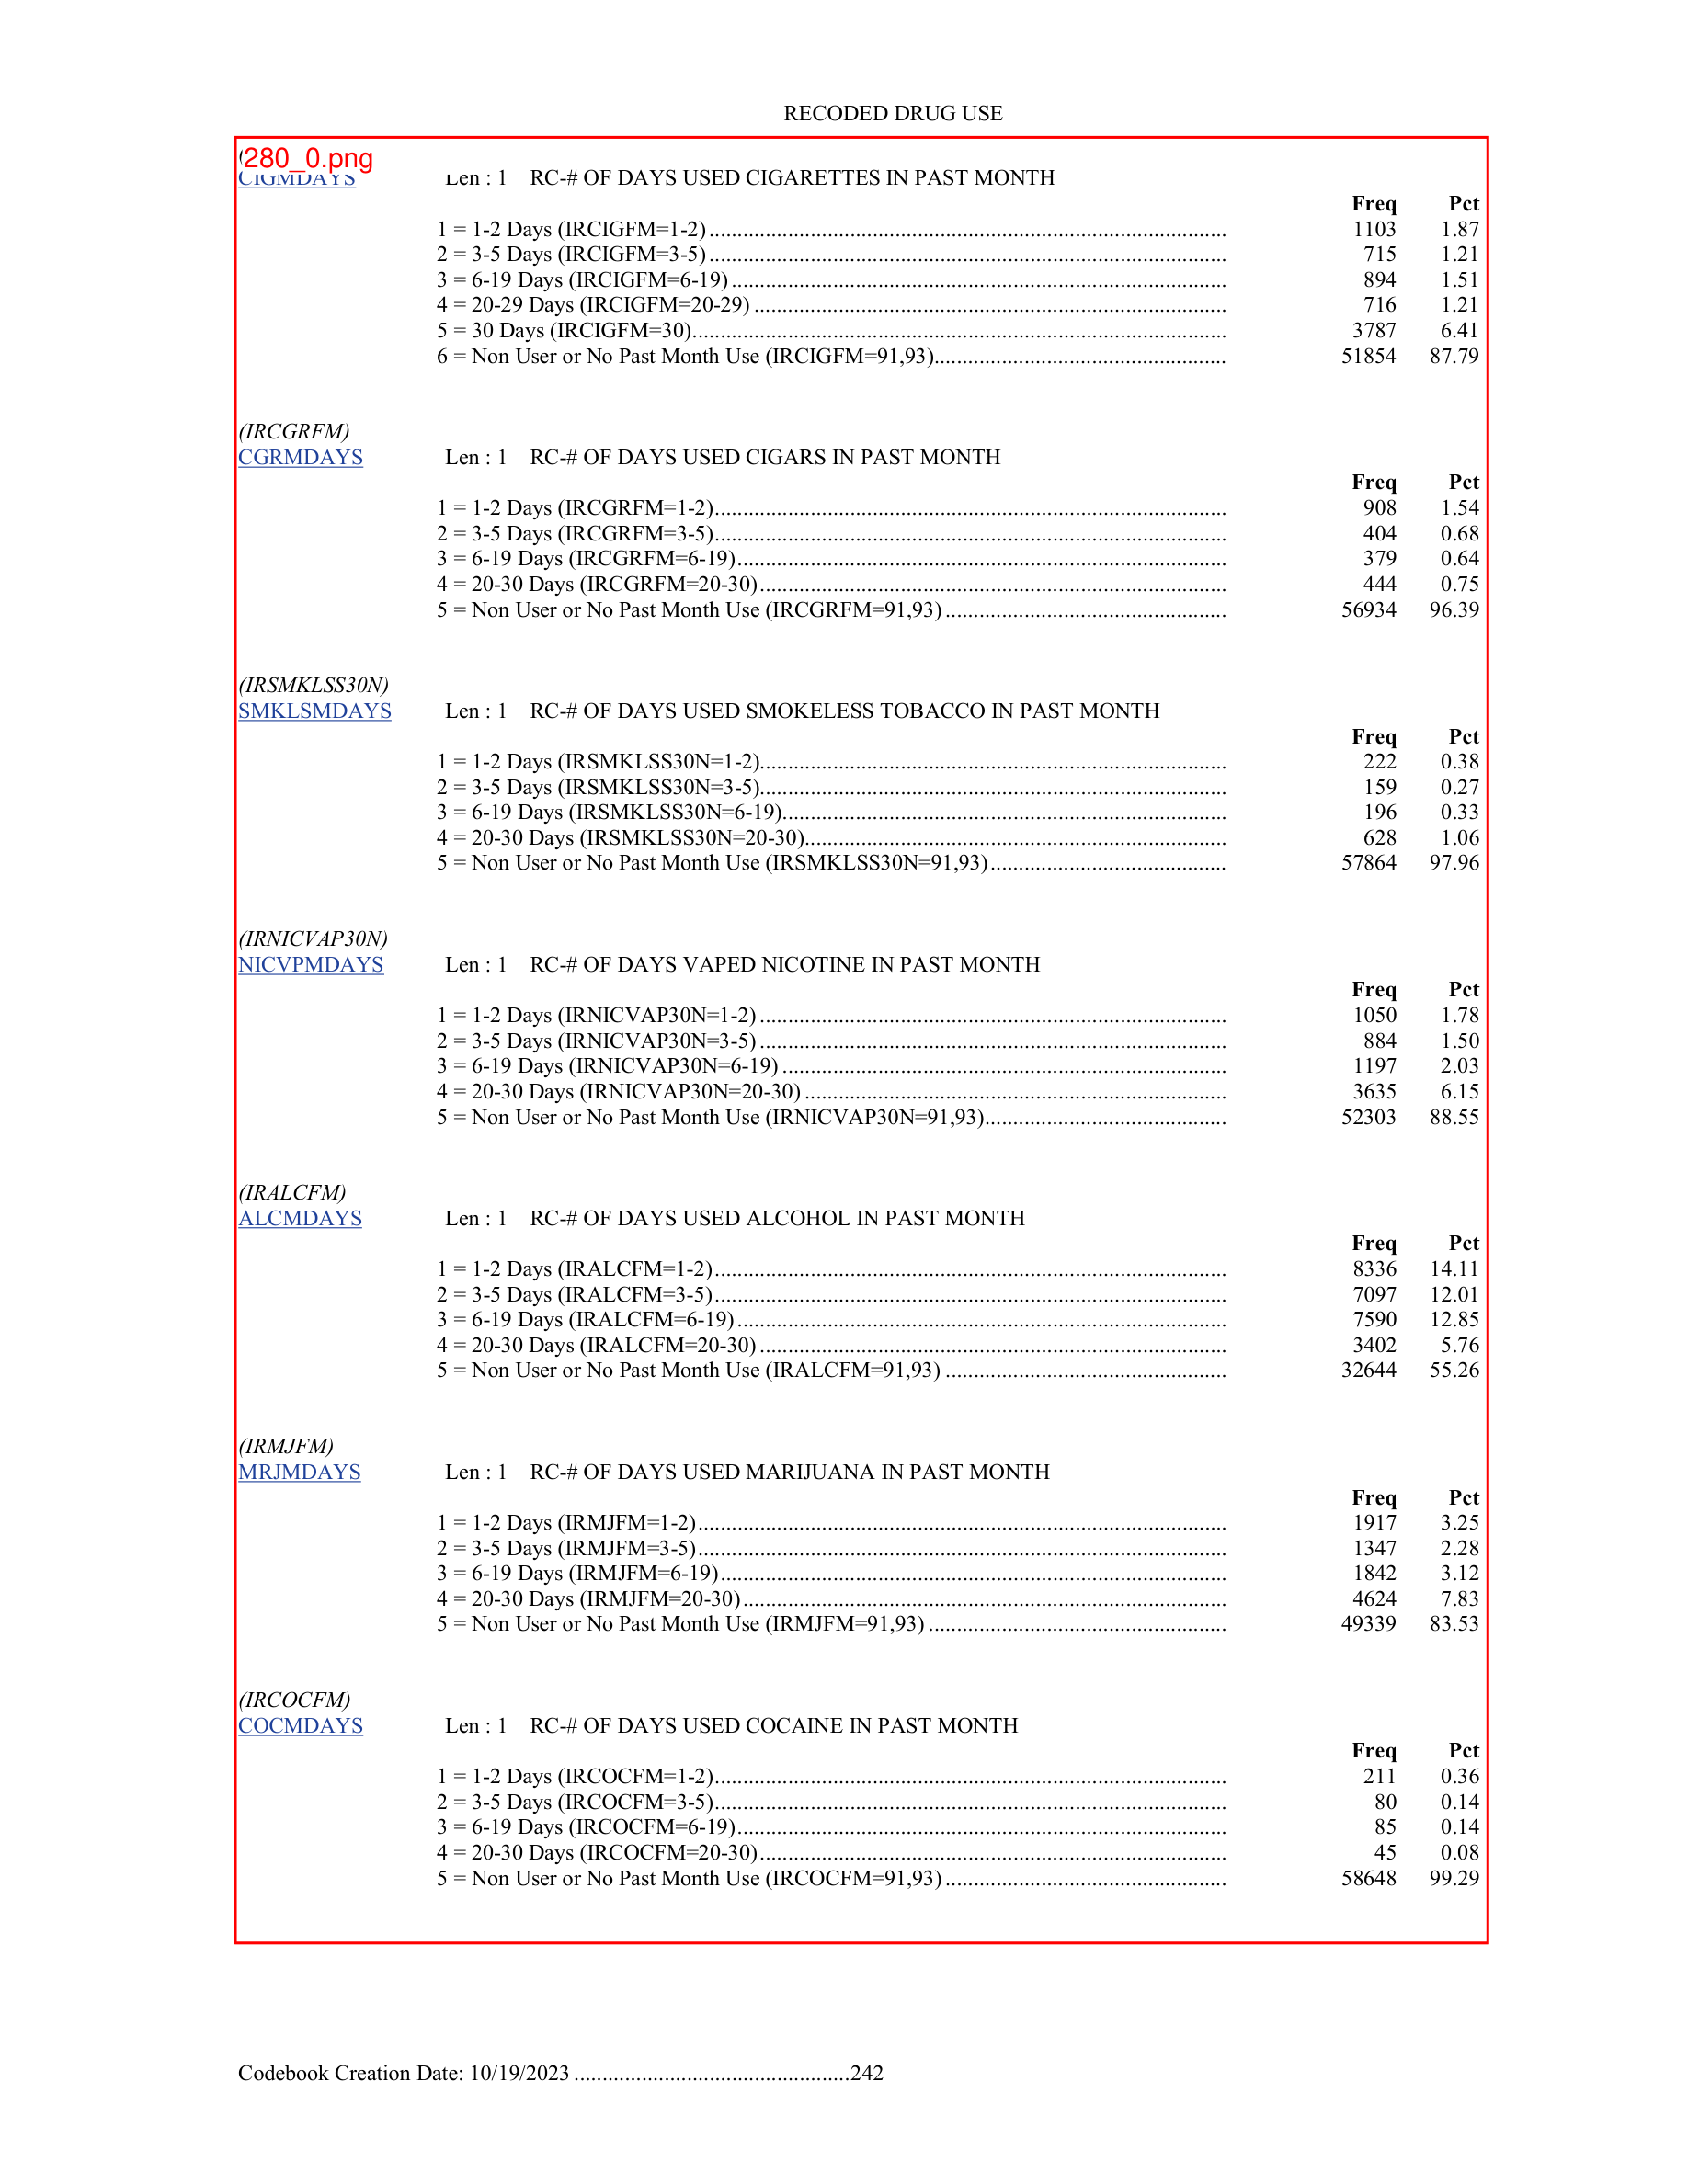 RECODED DRUG USE
280_0.png
CIGMDAYS Len : 1 RC-# OF DAYS USED CIGARETTES IN PAST MONTH
Freq Pct
1 = 1-2 Days (IRCIGFM=1-2) 1103 1.87
2 = 3-5 Days (IRCIGFM=3-5) 715 1.21
3 = 6-19 Days (IRCIGFM=6-19) 894 1.51
4 = 20-29 Days (IRCIGFM=20-29) 716 1.21
5 = 30 Days (IRCIGFM=30) 3787 6.41
6 = Non User or No Past Month Use (IRCIGFM=91,93) 51854 87.79
(IRCGRFM)
CGRMDAYS Len : 1 RC-# OF DAYS USED CIGARS IN PAST MONTH
Freq Pct
1 = 1-2 Days (IRCGRFM=1-2) 908 1.54
2 = 3-5 Days (IRCGRFM=3-5) 404 0.68
3 = 6-19 Days (IRCGRFM=6-19) 379 0.64
4 = 20-30 Days (IRCGRFM=20-30) 444 0.75
5 = Non User or No Past Month Use (IRCGRFM=91,93) 56934 96.39
(IRSMKLSS30N)
SMKLSMDAYS Len : 1 RC-# OF DAYS USED SMOKELESS TOBACCO IN PAST MONTH
Freq Pct
1 = 1-2 Days (IRSMKLSS30N=1-2) 222 0.38
2 = 3-5 Days (IRSMKLSS30N=3-5) 159 0.27
3 = 6-19 Days (IRSMKLSS30N=6-19) 196 0.33
4 = 20-30 Days (IRSMKLSS30N=20-30) 628 1.06
5 = Non User or No Past Month Use (IRSMKLSS30N=91,93) 57864 97.96
(IRNICVAP30N)
NICVPMDAYS Len : 1 RC-# OF DAYS VAPED NICOTINE IN PAST MONTH
Freq Pct
1 = 1-2 Days (IRNICVAP30N=1-2) 1050 1.78
2 = 3-5 Days (IRNICVAP30N=3-5) 884 1.50
3 = 6-19 Days (IRNICVAP30N=6-19) 1197 2.03
4 = 20-30 Days (IRNICVAP30N=20-30) 3635 6.15
5 = Non User or No Past Month Use (IRNICVAP30N=91,93) 52303 88.55
(IRALCFM)
ALCMDAYS Len : 1 RC-# OF DAYS USED ALCOHOL IN PAST MONTH
Freq Pct
1 = 1-2 Days (IRALCFM=1-2) 8336 14.11
2 = 3-5 Days (IRALCFM=3-5) 7097 12.01
3 = 6-19 Days (IRALCFM=6-19) 7590 12.85
4 = 20-30 Days (IRALCFM=20-30) 3402 5.76
5 = Non User or No Past Month Use (IRALCFM=91,93) 32644 55.26
(IRMJFM)
MRJMDAYS Len : 1 RC-# OF DAYS USED MARIJUANA IN PAST MONTH
Freq Pct
1 = 1-2 Days (IRMJFM=1-2) 1917 3.25
2 = 3-5 Days (IRMJFM=3-5) 1347 2.28
3 = 6-19 Days (IRMJFM=6-19) 1842 3.12
4 = 20-30 Days (IRMJFM=20-30) 4624 7.83
5 = Non User or No Past Month Use (IRMJFM=91,93) 49339 83.53
(IRCOCFM)
COCMDAYS Len : 1 RC-# OF DAYS USED COCAINE IN PAST MONTH
Freq Pct
1 = 1-2 Days (IRCOCFM=1-2) 211 0.36
2 = 3-5 Days (IRCOCFM=3-5) 80 0.14
3 = 6-19 Days (IRCOCFM=6-19) 85 0.14
4 = 20-30 Days (IRCOCFM=20-30) 45 0.08
5 = Non User or No Past Month Use (IRCOCFM=91,93) 58648 99.29
Codebook Creation Date: 10/19/2023 242